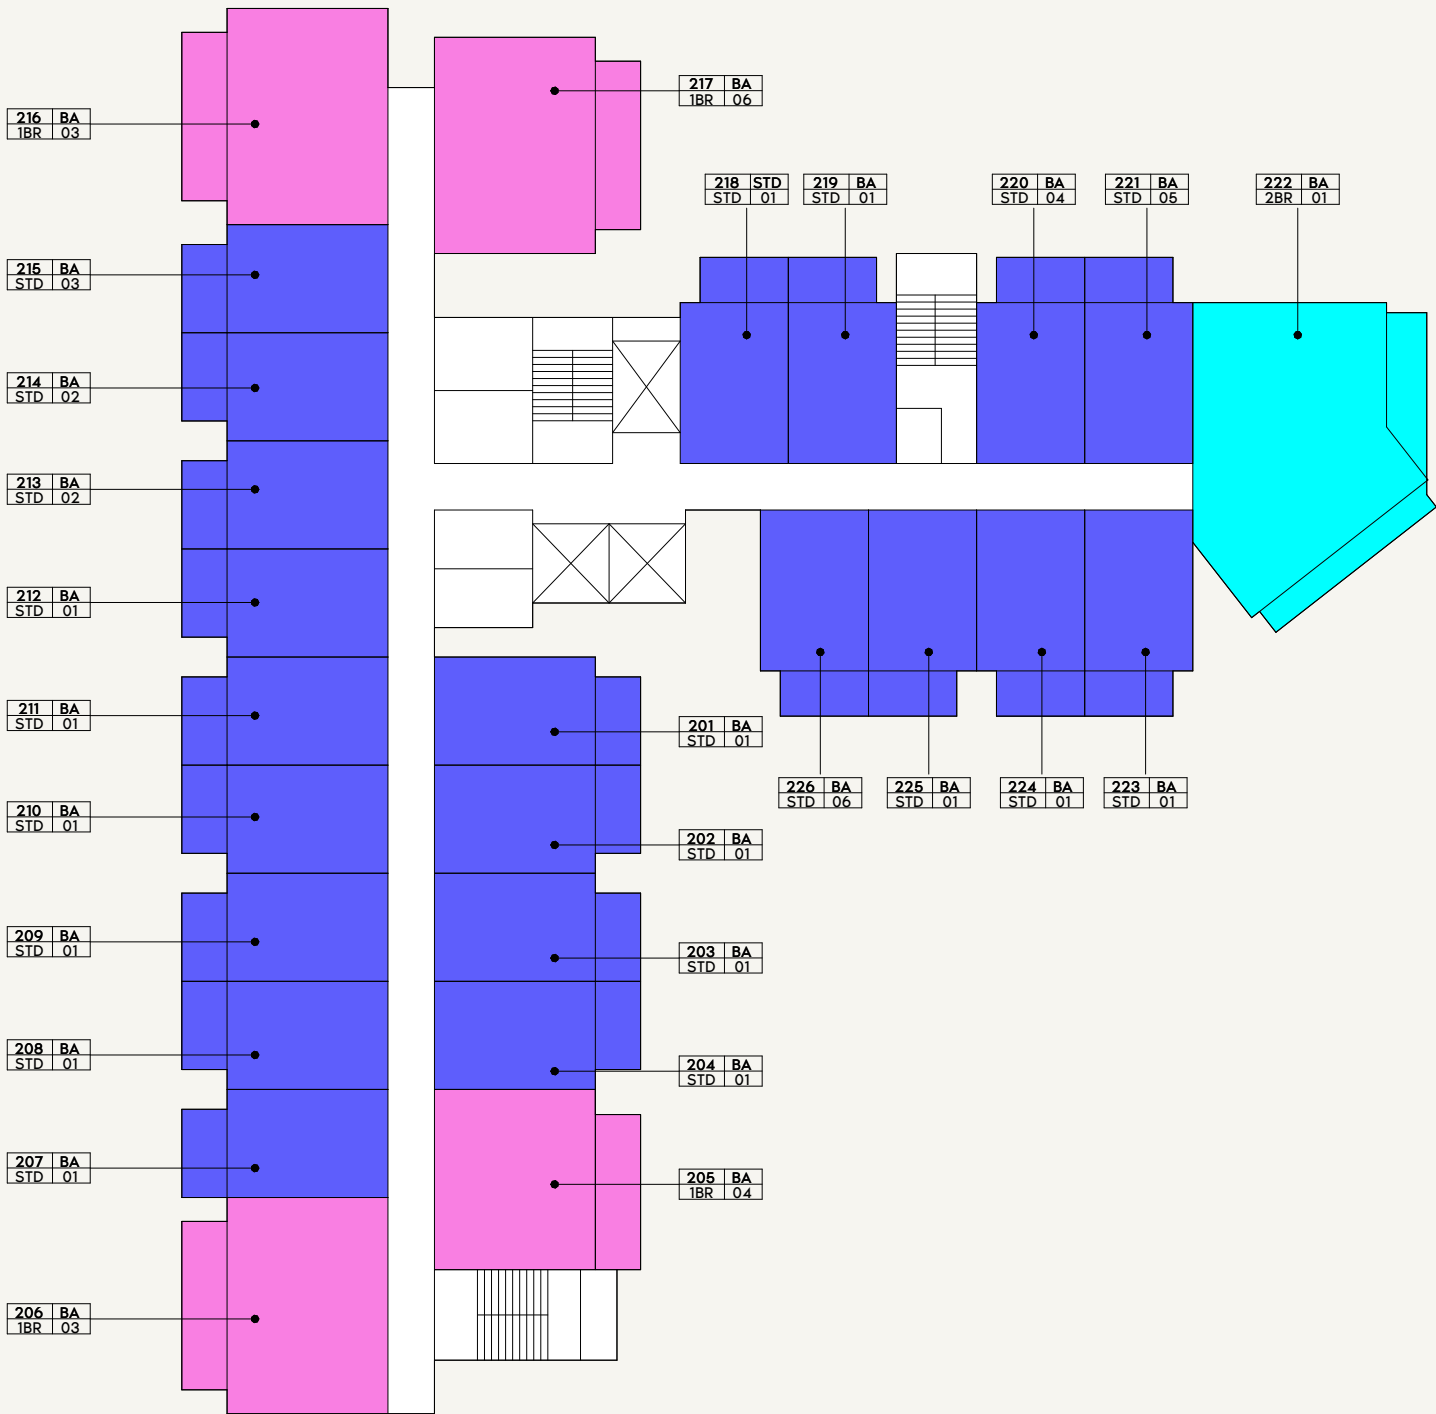 217 BA
1BR 06
216 BA
1BR 03
218 STD
STD 01
219 BA
STD 01
220 BA
STD 04
221 BA
STD 05
222 BA
2BR 01
215 BA
STD 03
214 BA
STD 02
213 BA
STD 02
212 BA
STD 01
211 BA
STD 01
201 BA
STD 01
226 BA
STD 06
225 BA
STD 01
224 BA
STD 01
223 BA
STD 01
210 BA
STD 01
202 BA
STD 01
209 BA
STD 01
203 BA
STD 01
208 BA
STD 01
204 BA
STD 01
207 BA
STD 01
205 BA
1BR 04
206 BA
1BR 03